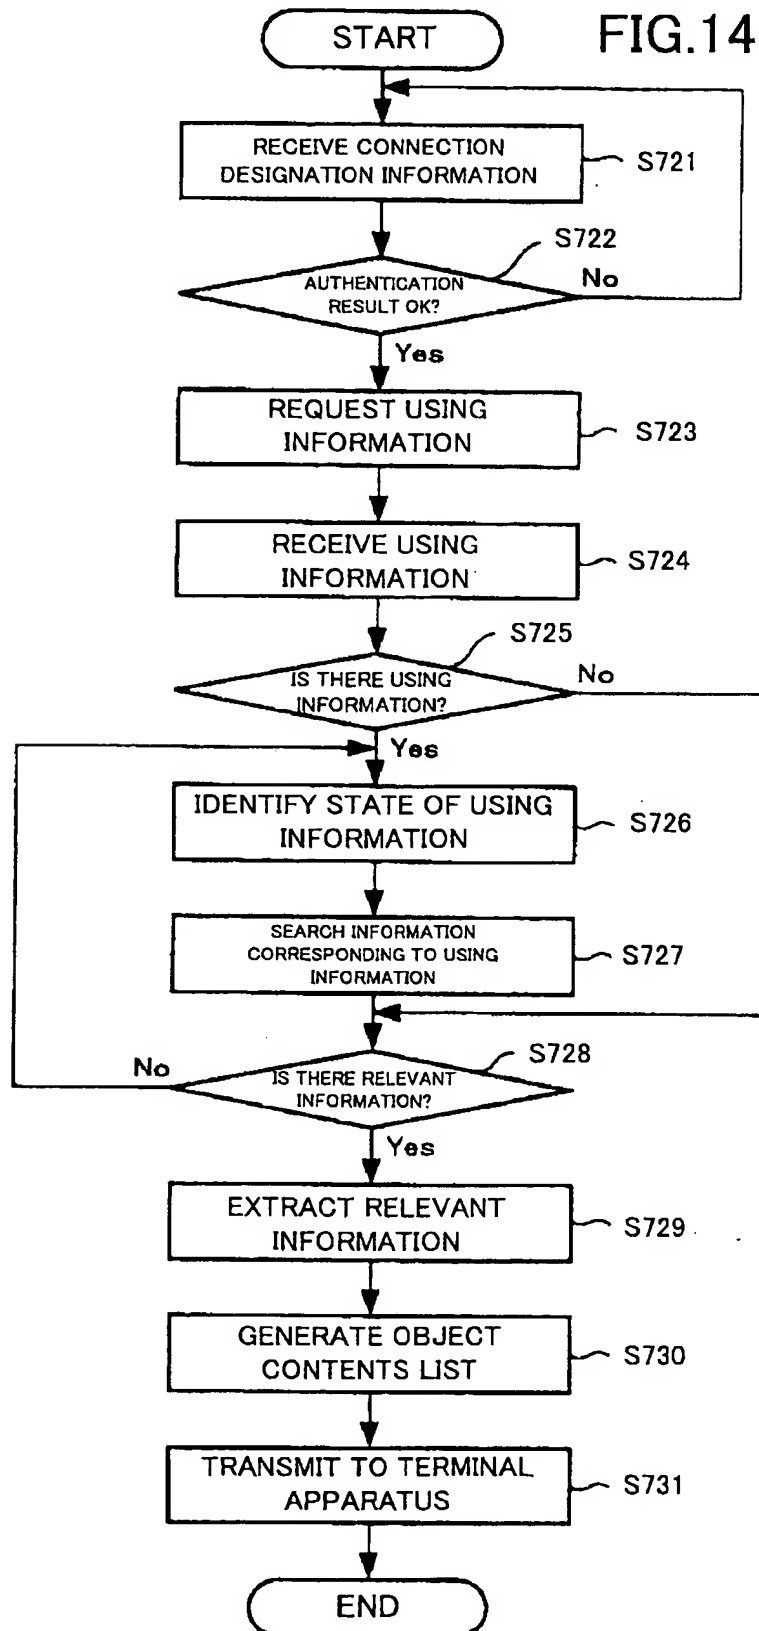 FIG.14
START
RECEIVE CONNECTION
DESIGNATION INFORMATION
S721
S722
AUTHENTICATION
RESULT OK?
No
Yes
REQUEST USING
INFORMATION
S723
RECEIVE USING
INFORMATION
S724
S725
IS THERE USING
INFORMATION?
No
Yes
IDENTIFY STATE OF USING
INFORMATION
S726
SEARCH INFORMATION
CORRESPONDING TO USING
INFORMATION
S727
S728
No
IS THERE RELEVANT
INFORMATION?
Yes
EXTRACT RELEVANT
INFORMATION
S729
GENERATE OBJECT
CONTENTS LIST
S730
TRANSMIT TO TERMINAL
APPARATUS
S731
END